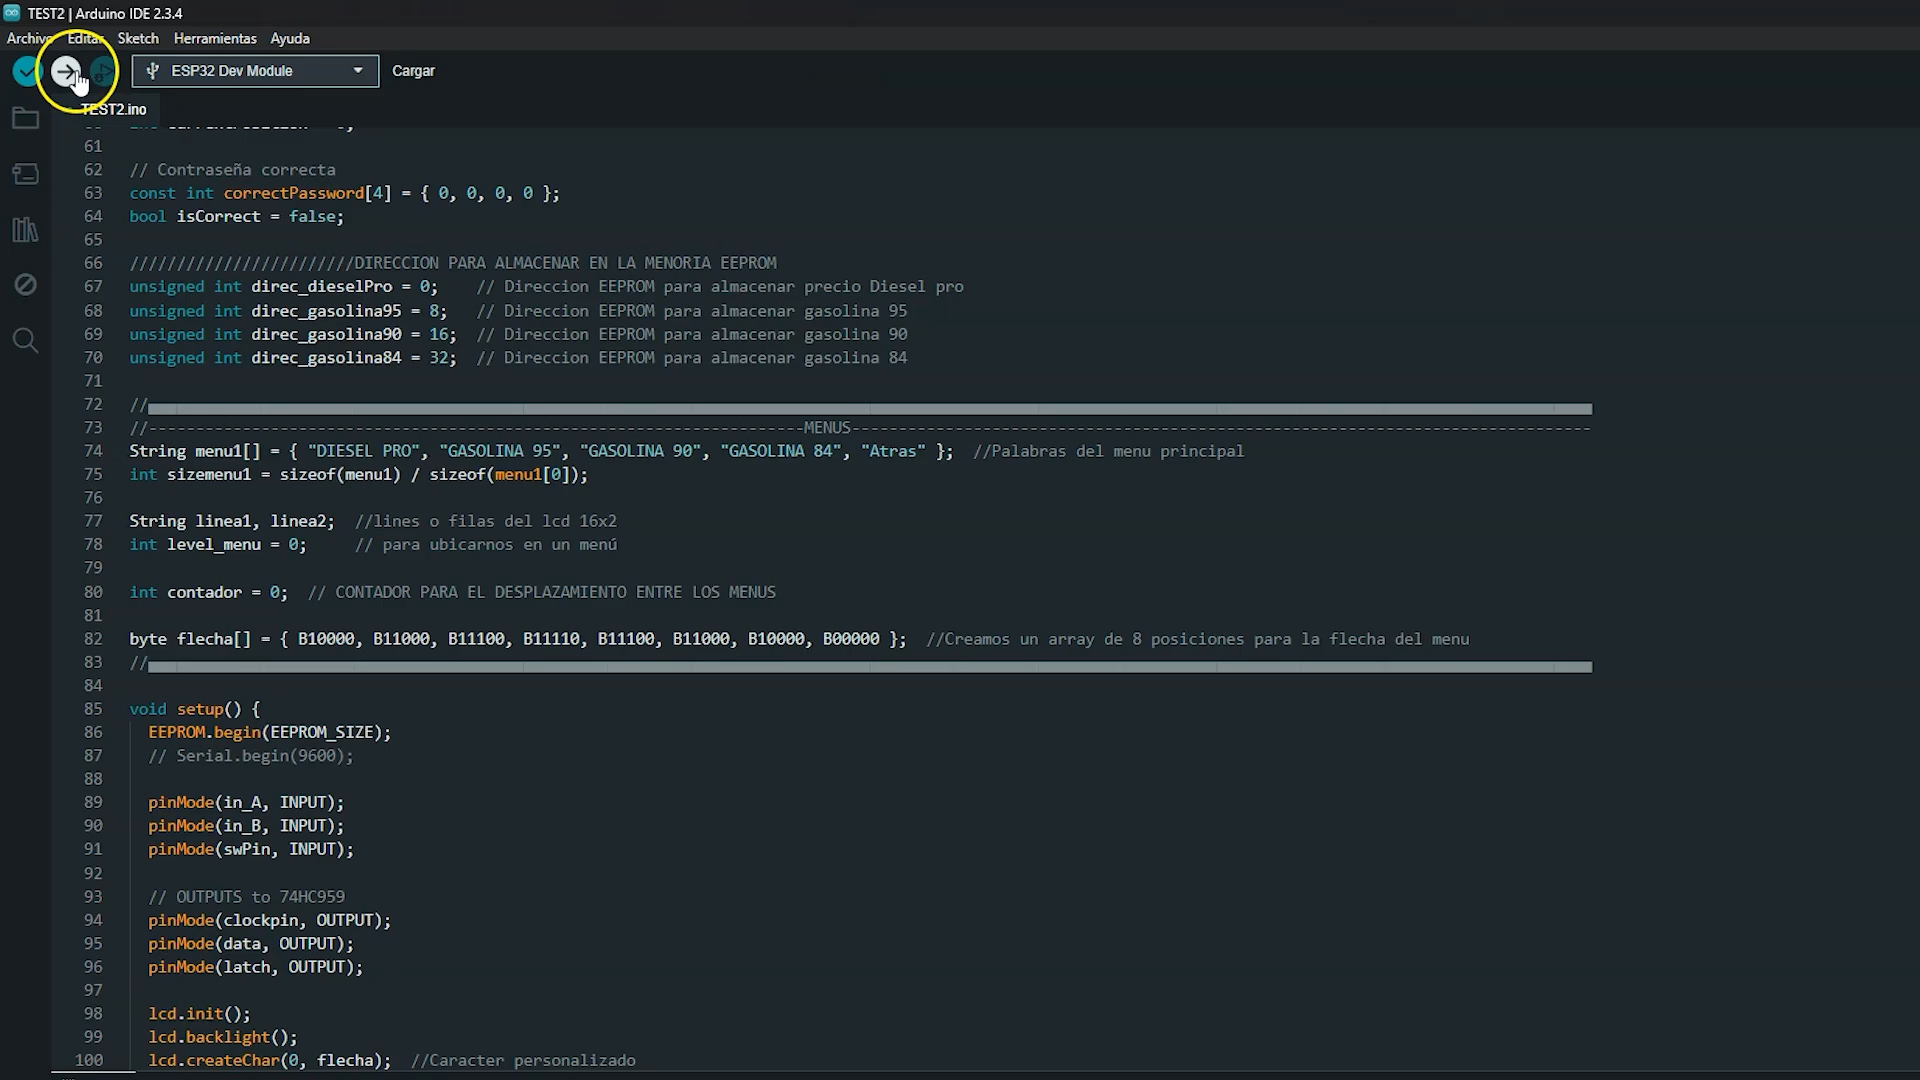 TEST2 | Arduino IDE 2.3.4
Archivo Editar Sketch Herramientas Ayuda
ESP32 Dev Module Cargar
TEST2.ino
61
62 // Contraseña correcta
63 const int correctPassword[4] = { 0, 0, 0, 0 };
64 bool isCorrect = false;
65
66 ////////////////////////DIRECCION PARA ALMACENAR EN LA MENORIA EEPROM
67 unsigned int direc_dieselPro = 0; // Direccion EEPROM para almacenar precio Diesel pro
68 unsigned int direc_gasolina95 = 8; // Direccion EEPROM para almacenar gasolina 95
69 unsigned int direc_gasolina90 = 16; // Direccion EEPROM para almacenar gasolina 90
70 unsigned int direc_gasolina84 = 32; // Direccion EEPROM para almacenar gasolina 84
71
72 //
73 //----------------------------------------------------------------------MENUS-------------------------------------------------------------------------------
74 String menu1[] = { "DIESEL PRO", "GASOLINA 95", "GASOLINA 90", "GASOLINA 84", "Atras" }; //Palabras del menu principal
75 int sizemenu1 = sizeof(menu1) / sizeof(menu1[0]);
76
77 String linea1, linea2; //lines o filas del lcd 16x2
78 int level_menu = 0; // para ubicarnos en un menú
79
80 int contador = 0; // CONTADOR PARA EL DESPLAZAMIENTO ENTRE LOS MENUS
81
82 byte flecha[] = { B10000, B11000, B11100, B11110, B11100, B11000, B10000, B00000 }; //Creamos un array de 8 posiciones para la flecha del menu
83 //
84
85 void setup() {
86 EEPROM.begin(EEPROM_SIZE);
87 // Serial.begin(9600);
88
89 pinMode(in_A, INPUT);
90 pinMode(in_B, INPUT);
91 pinMode(swPin, INPUT);
92
93 // OUTPUTS to 74HC959
94 pinMode(clockpin, OUTPUT);
95 pinMode(data, OUTPUT);
96 pinMode(latch, OUTPUT);
97
98 lcd.init();
99 lcd.backlight();
100 lcd.createChar(0, flecha); //Caracter personalizado